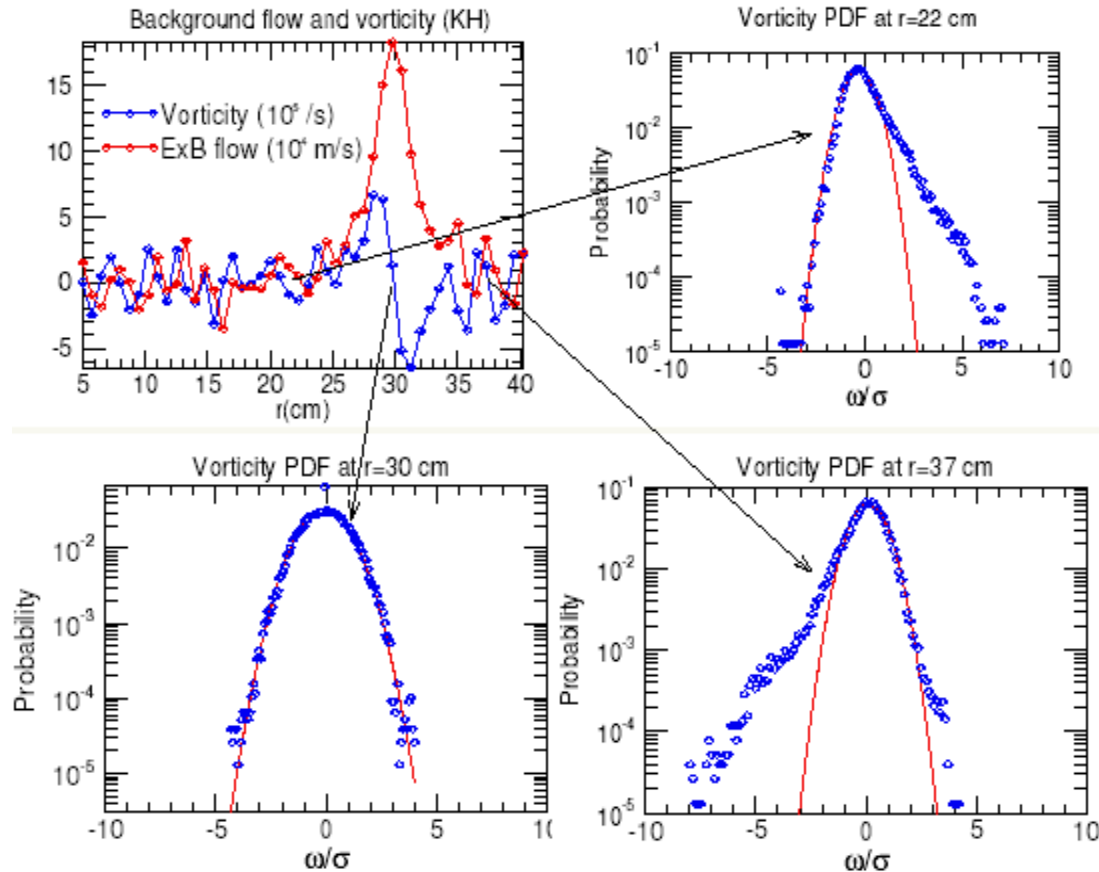 Background flow and vorticity (KH)
15
10
5
0
-5
Vorticity (10⁵ /s)
ExB flow (10⁴ m/s)
5 10 15 20 25 30 35 40
r(cm)
Vorticity PDF at r=22 cm
10⁻¹
10⁻²
10⁻³
10⁻⁴
10⁻⁵
Probability
-10 -5 0 5 10
ω/σ
Vorticity PDF at r=30 cm
10⁻²
10⁻³
10⁻⁴
10⁻⁵
Probability
-10 -5 0 5 10
ω/σ
Vorticity PDF at r=37 cm
10⁻¹
10⁻²
10⁻³
10⁻⁴
10⁻⁵
Probability
-10 -5 0 5 10
ω/σ